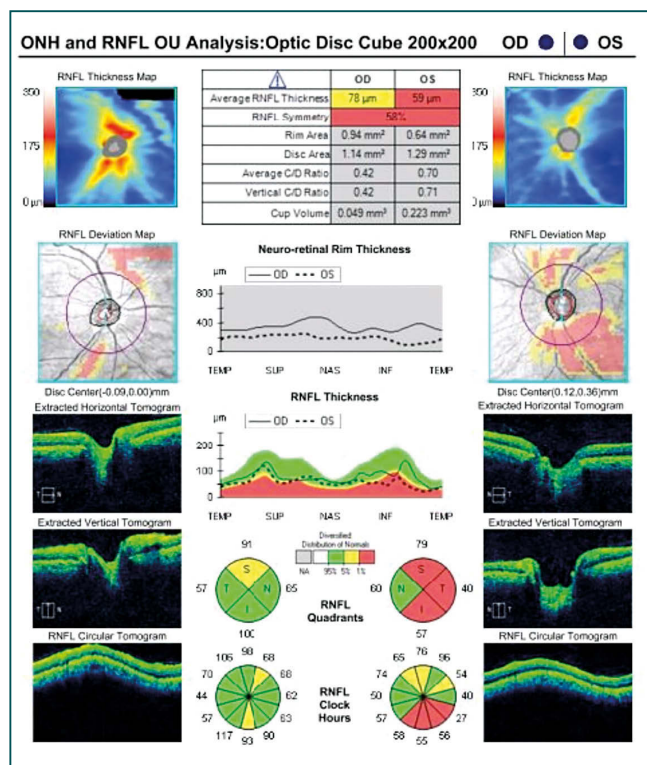 ONH and RNFL OU Analysis:Optic Disc Cube 200x200 OD OS
RNFL Thickness Map
350
175
0 µm
OD OS
Average RNFL Thickness 78 µm 59 µm
RNFL Symmetry 58%
Rim Area 0.94 mm² 0.64 mm²
Disc Area 1.14 mm² 1.29 mm²
Average C/D Ratio 0.42 0.70
Vertical C/D Ratio 0.42 0.71
Cup Volume 0.049 mm³ 0.223 mm³
RNFL Thickness Map
350
175
0 µm
RNFL Deviation Map
Disc Center(-0.09,0.00)mm
Neuro-retinal Rim Thickness
µm
OD OS
800
400
0
TEMP SUP NAS INF TEMP
RNFL Deviation Map
Disc Center(0.12,0.36)mm
Extracted Horizontal Tomogram
T N
RNFL Thickness
µm
OD OS
200
100
0
TEMP SUP NAS INF TEMP
Extracted Horizontal Tomogram
T N
Extracted Vertical Tomogram
Diversified
Distribution of Normals
NA 95% 5% 1%
91
57 S T N I 65
100
RNFL
Quadrants
79
60 S N T I 40
57
Extracted Vertical Tomogram
RNFL Circular Tomogram
98
106 68
70 68
44 62
57 63
117 90
93
RNFL
Clock
Hours
76
65 96
74 54
50 40
57 27
58 56
55
RNFL Circular Tomogram